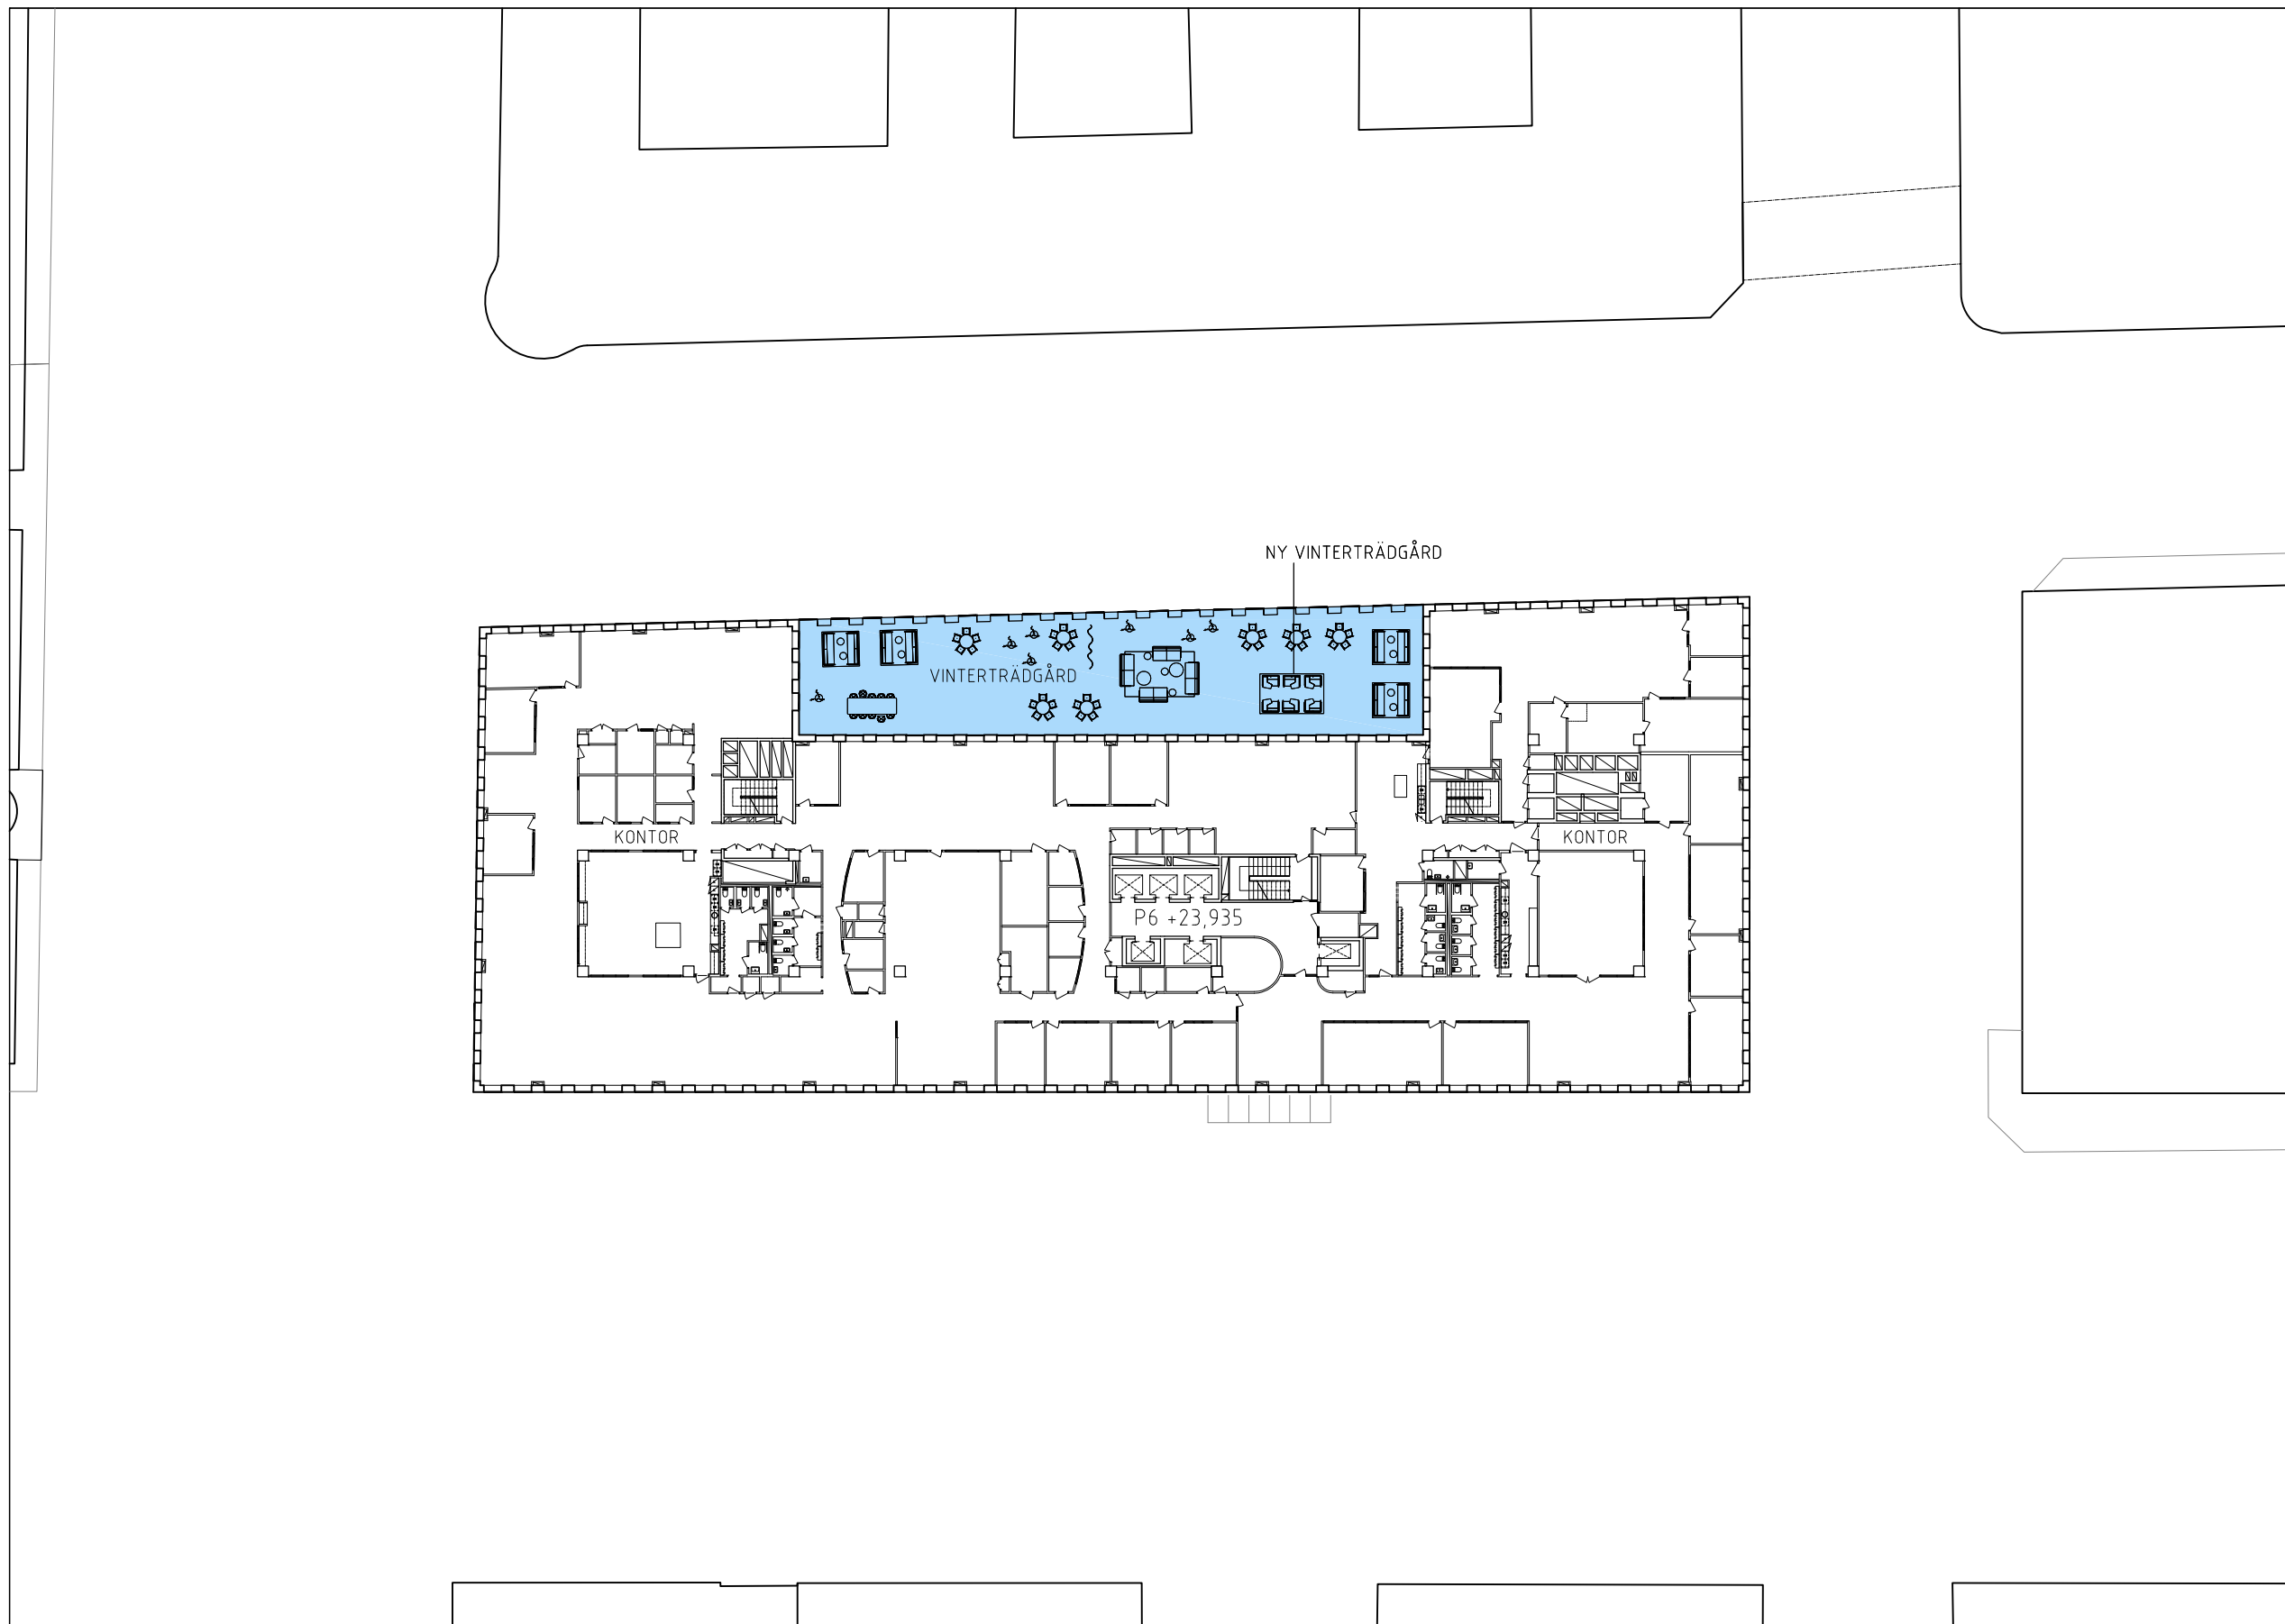 NY VINTERTRÄDGÅRD
VINTERTRÄDGÅRD
KONTOR
KONTOR
P6 +23,935